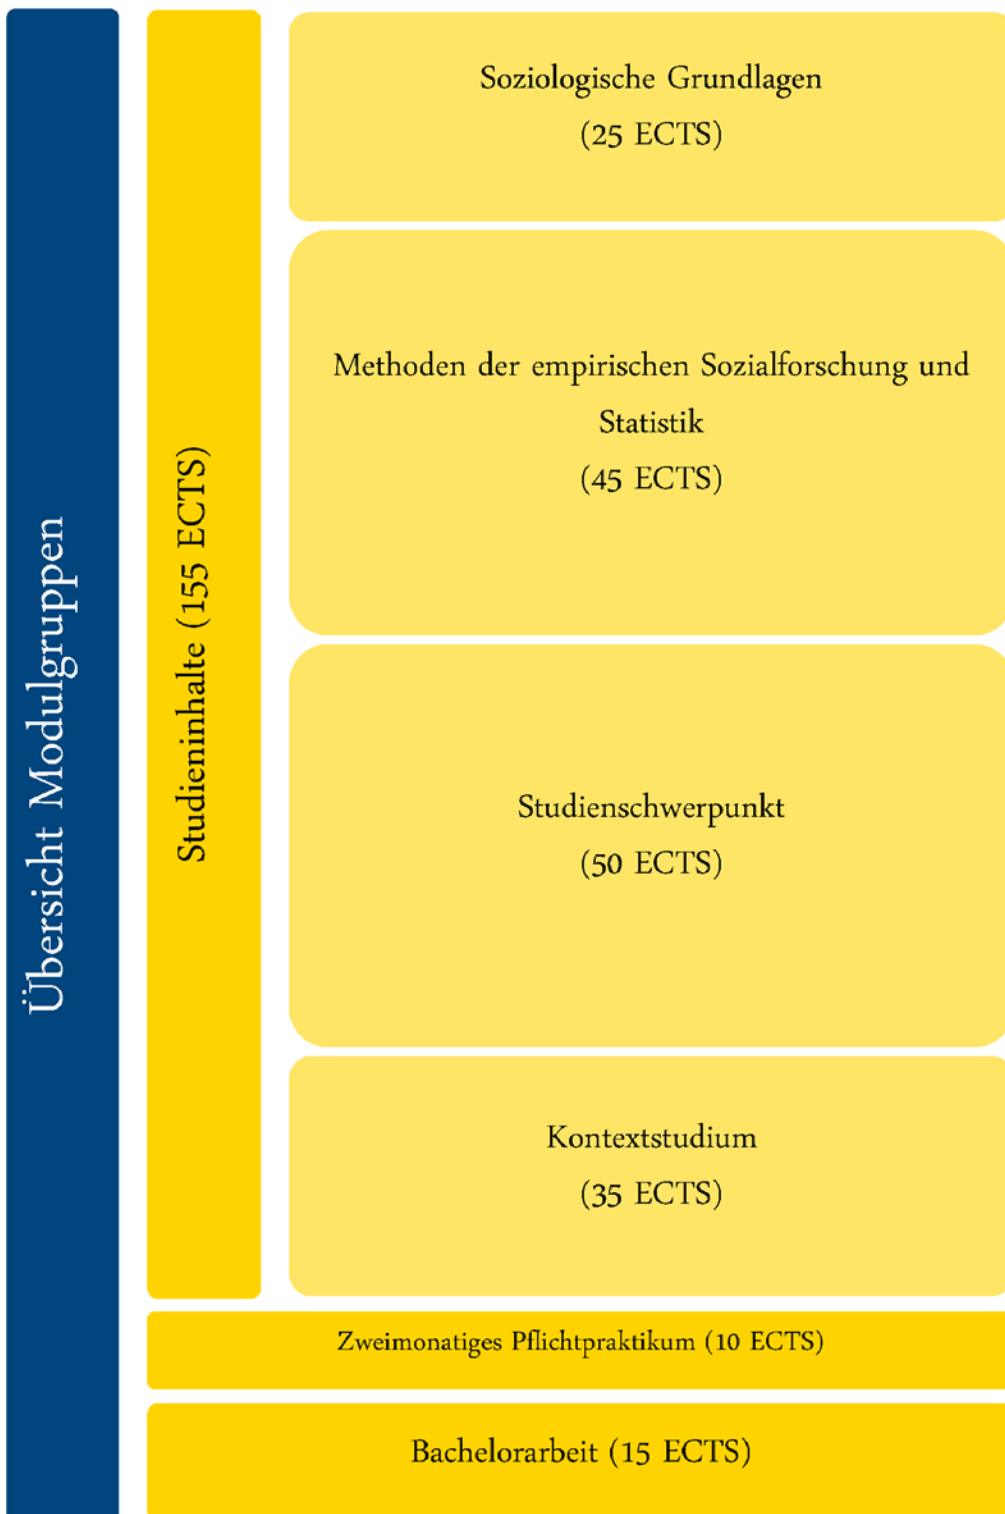 Übersicht Modulgruppen
Studieninhalte (155 ECTS)
Soziologische Grundlagen
(25 ECTS)
Methoden der empirischen Sozialforschung und
Statistik
(45 ECTS)
Studienschwerpunkt
(50 ECTS)
Kontextstudium
(35 ECTS)
Zweimonatiges Pflichtpraktikum (10 ECTS)
Bachelorarbeit (15 ECTS)